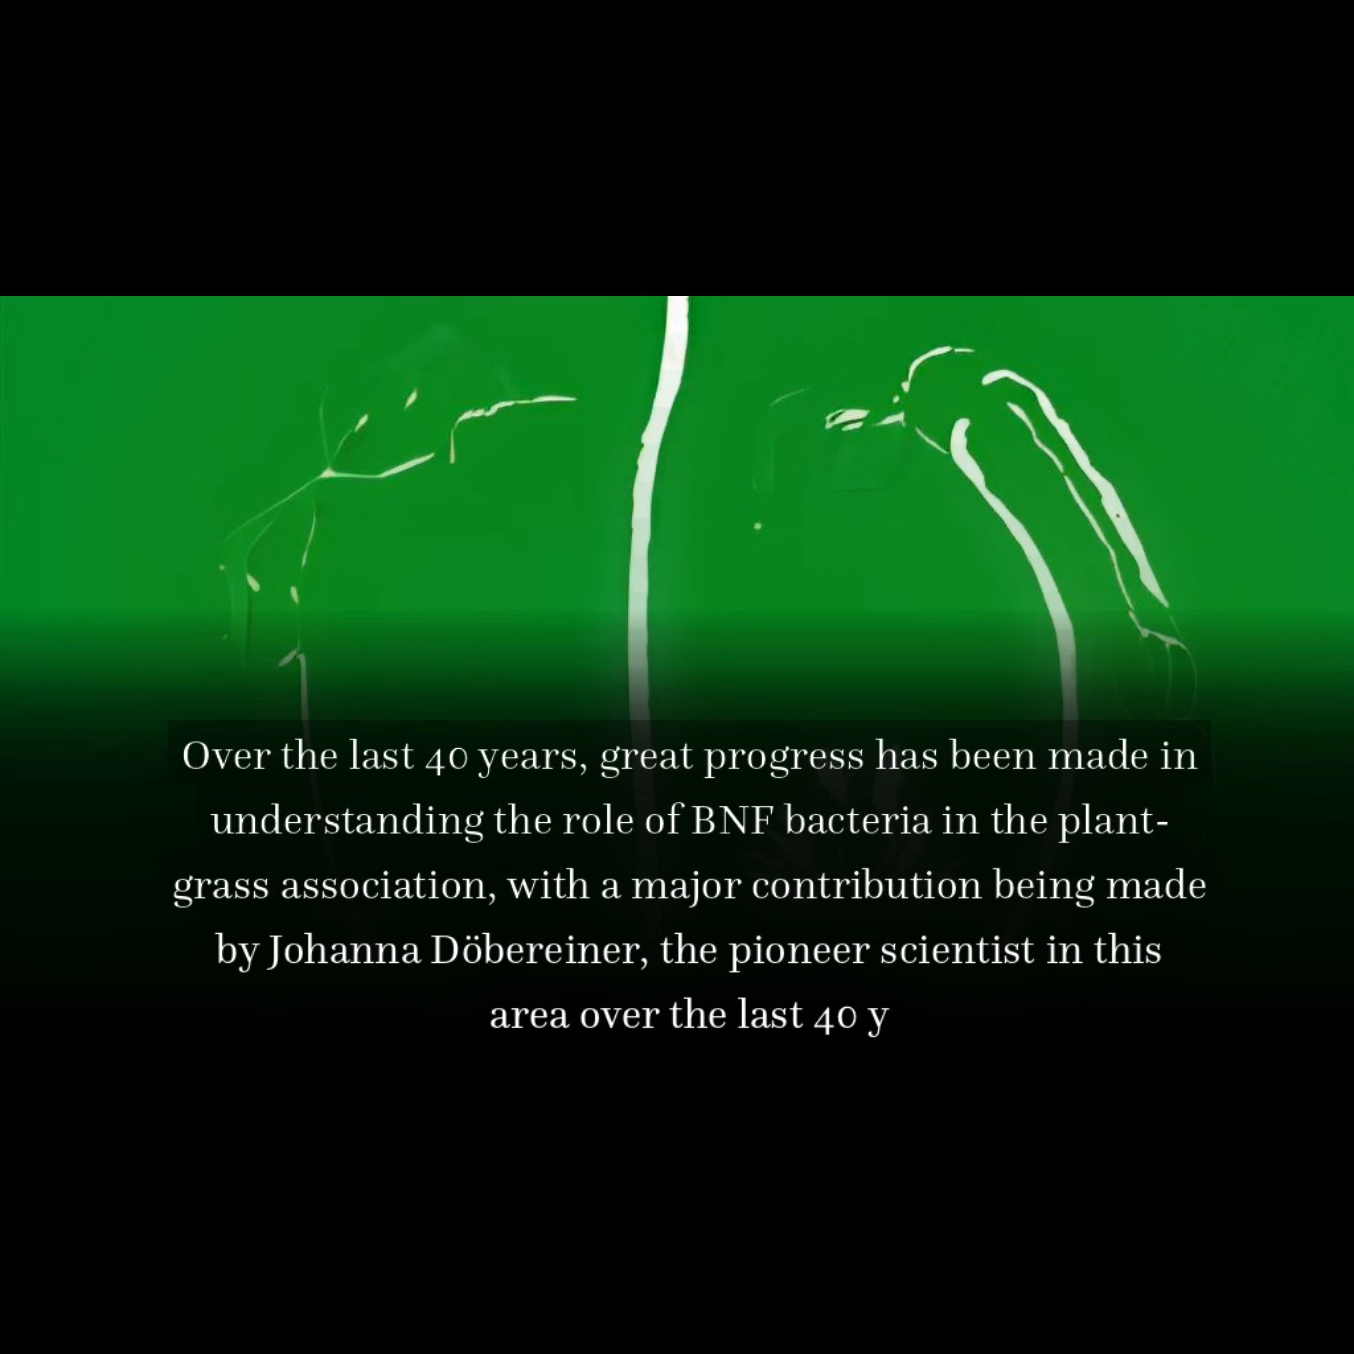 Over the last 40 years, great progress has been made in
understanding the role of BNF bacteria in the plant-
grass association, with a major contribution being made
by Johanna Döbereiner, the pioneer scientist in this
area over the last 40 y